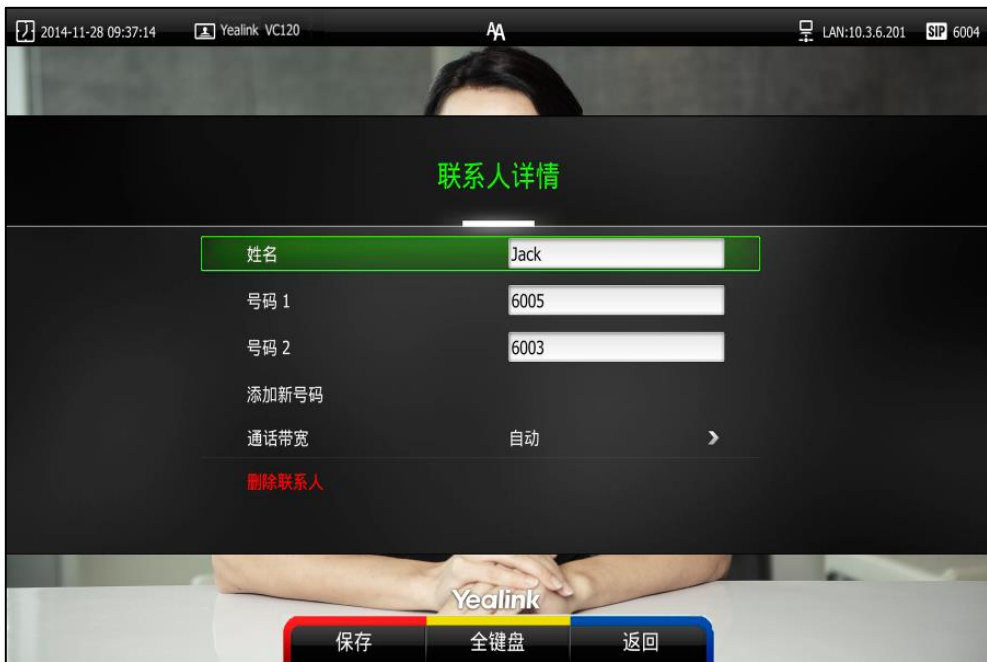 2014-11-28 09:37:14 Yealink VC120 AA LAN:10.3.6.201 SIP 6004
联系人详情
姓名 Jack
号码 1 6005
号码 2 6003
添加新号码
通话带宽 自动
删除联系人
Yealink
保存 全键盘 返回